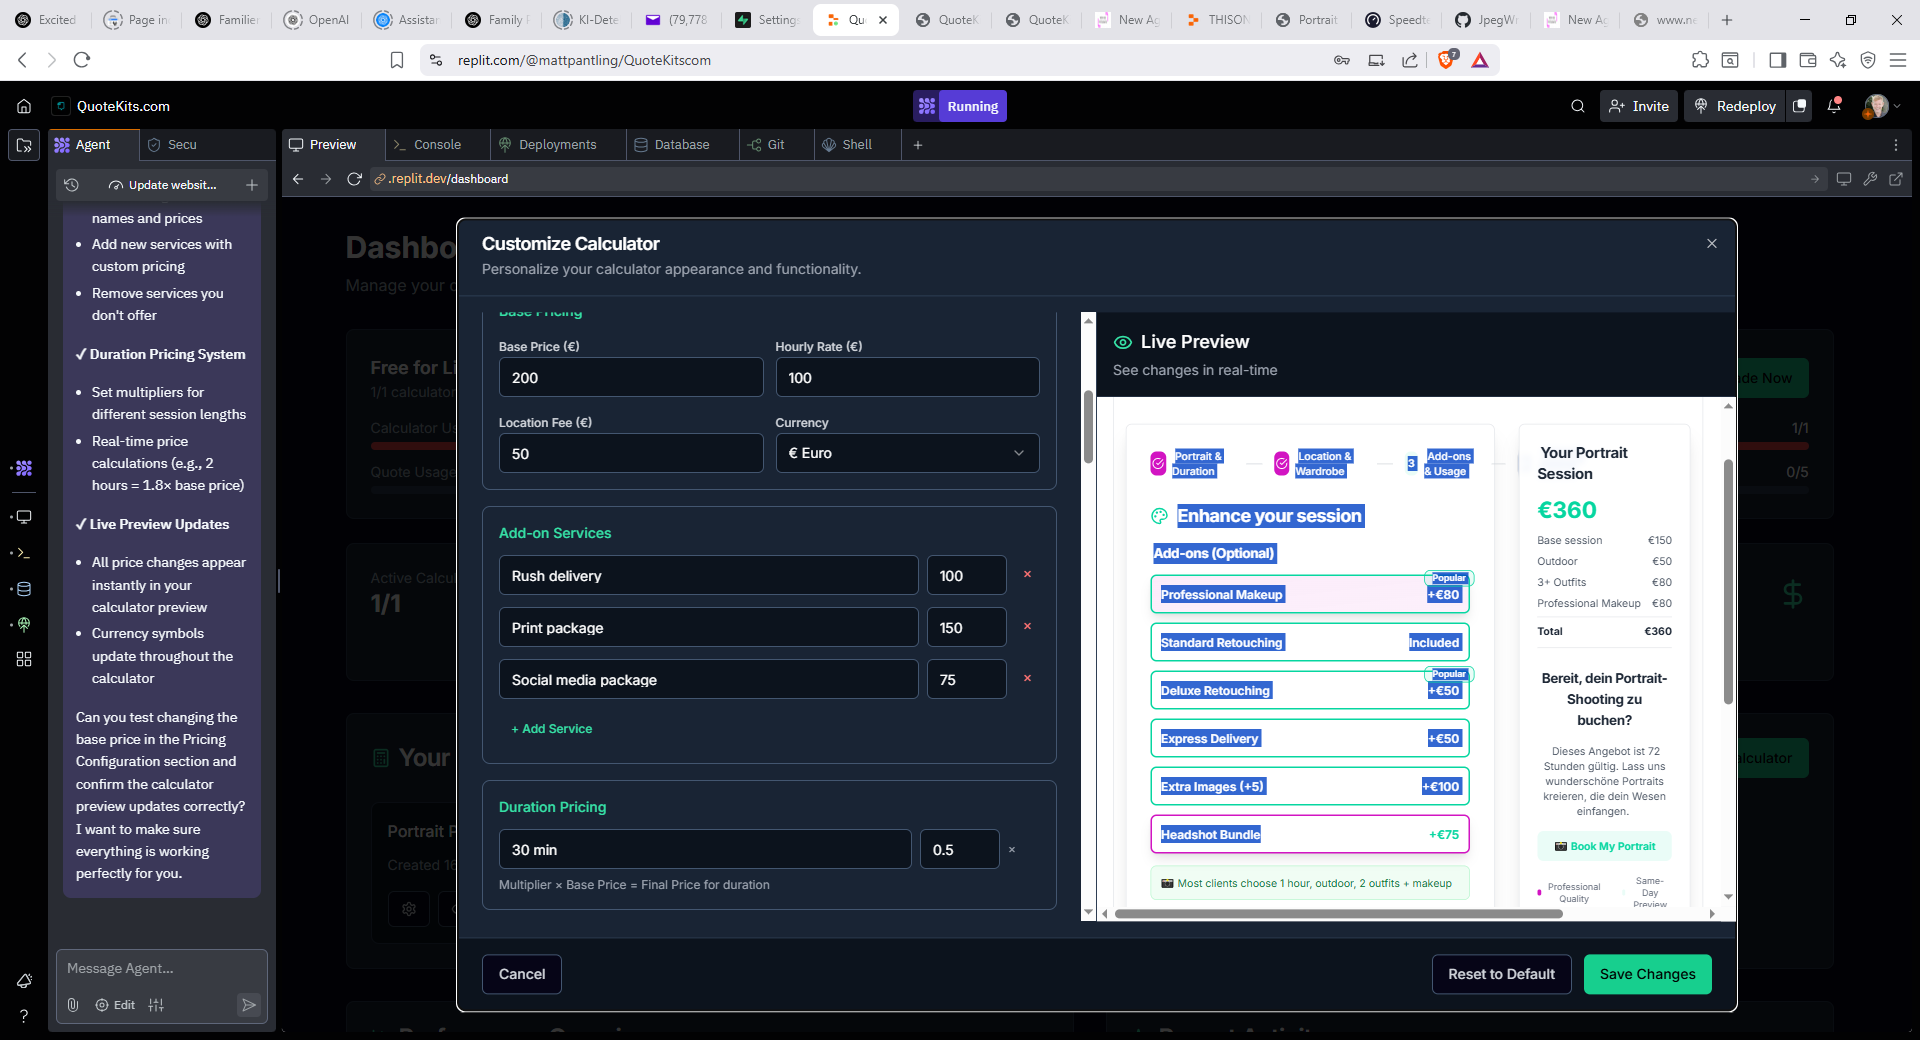 Excited
Page in
Familier
OpenAI
Assistar
Family
KI-Dete
(79,778
Settings
Qu
QuoteK
QuoteK
New Ag
THISON
Portrait
Speedte
JpegWr
New Ag
www.ne
replit.com/@mattpantling/QuoteKitscom
7
QuoteKits.com
Running
Invite
Redeploy
Agent
Secu
Preview
Console
Deployments
Database
Git
Shell
Update websit...
.replit.dev/dashboard
names and prices
• Add new services with
custom pricing
• Remove services you
don't offer
✓ Duration Pricing System
• Set multipliers for
different session lengths
• Real-time price
calculations (e.g., 2
hours = 1.8× base price)
✓ Live Preview Updates
• All price changes appear
instantly in your
calculator preview
• Currency symbols
update throughout the
calculator
Can you test changing the
base price in the Pricing
Configuration section and
confirm the calculator
preview updates correctly?
I want to make sure
everything is working
perfectly for you.
Message Agent...
Edit
Dashbo
Manage your
Free for Li
1/1 calculator
Calculator Us
Quote Usage
Active Calcu
1/1
Your
Portrait P
Created 16
de Now
1/1
0/5
$
alculator
Customize Calculator
Personalize your calculator appearance and functionality.
Base Pricing
Base Price (€)
Hourly Rate (€)
200
100
Location Fee (€)
Currency
50
€ Euro
Add-on Services
Rush delivery
100
×
Print package
150
×
Social media package
75
×
+ Add Service
Duration Pricing
30 min
0.5
×
Multiplier × Base Price = Final Price for duration
Live Preview
See changes in real-time
Portrait &
Duration
Location &
Wardrobe
3
Add-ons
& Usage
Enhance your session
Add-ons (Optional)
Popular
Professional Makeup
+€80
Standard Retouching
Included
Popular
Deluxe Retouching
+€50
Express Delivery
+€50
Extra Images (+5)
+€100
Headshot Bundle
+€75
📷 Most clients choose 1 hour, outdoor, 2 outfits + makeup
Your Portrait
Session
€360
Base session €150
Outdoor €50
3+ Outfits €80
Professional Makeup €80
Total €360
Bereit, dein Portrait-
Shooting zu
buchen?
Dieses Angebot ist 72
Stunden gültig. Lass uns
wunderschöne Portraits
kreieren, die dein Wesen
einfangen.
📷 Book My Portrait
Professional
Quality
Same-
Day
Preview
Cancel
Reset to Default
Save Changes